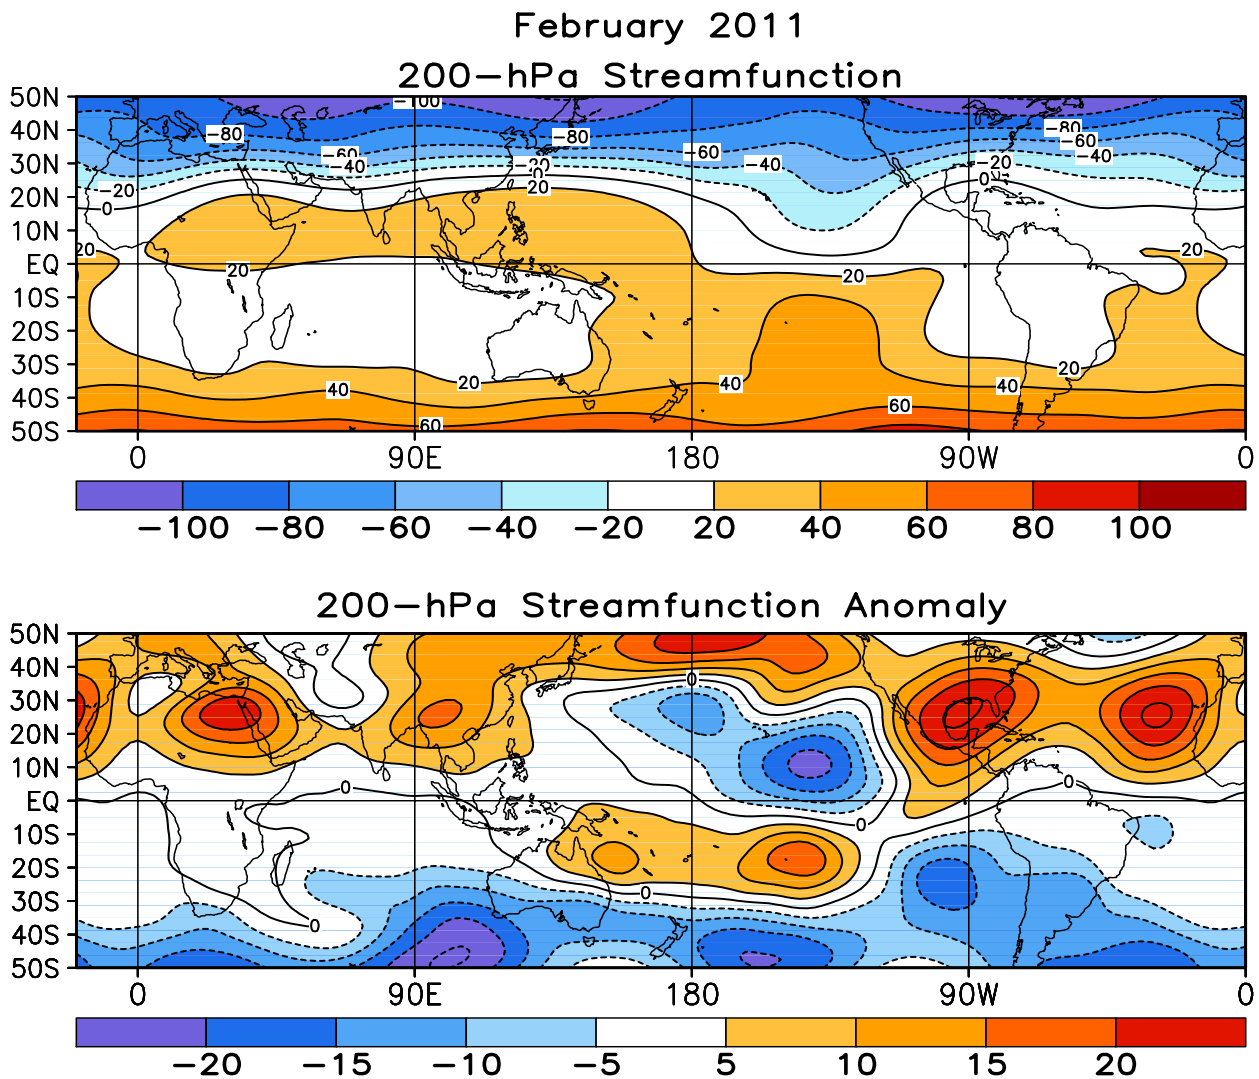 February 2011
200-hPa Streamfunction
50N
40N
30N
20N
10N
EQ
10S
20S
30S
40S
50S
-100
-80
-80
-80
-60
-60
-60
-40
-40
-40
-20
-20
-20
0
0
0
20
20
20
20
20
20
20
40
40
40
60
60
0 90E 180 90W 0
-100 -80 -60 -40 -20 20 40 60 80 100
200-hPa Streamfunction Anomaly
50N
40N
30N
20N
10N
EQ
10S
20S
30S
40S
50S
0
0
0
0
0
0
0 90E 180 90W 0
-20 -15 -10 -5 5 10 15 20